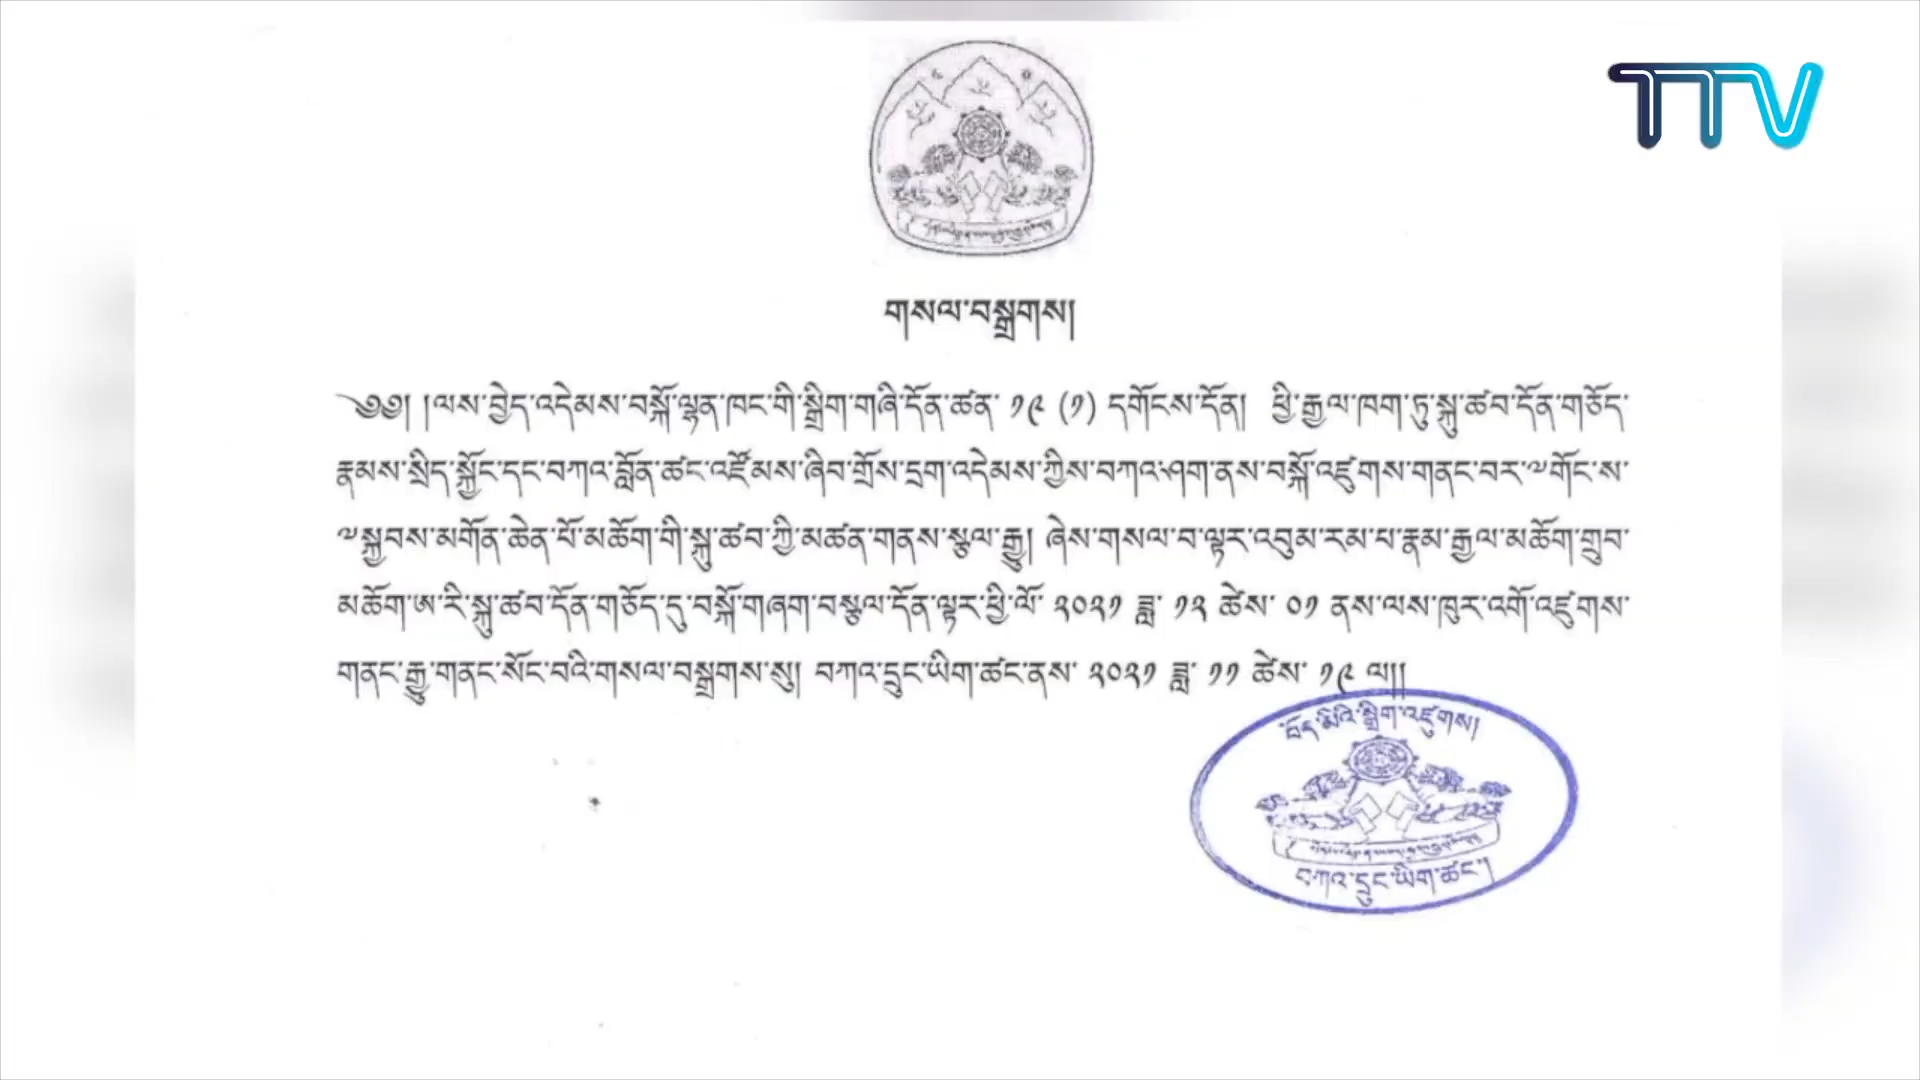 TTV
གསལ་བསྒྲགས།
༄༅། །ལས་བྱེད་འདེམས་བསྐོ་ལྷན་ཁང་གི་སྒྲིག་གཞི་དོན་ཚན་ ༡༩ (༡) དགོངས་དོན། ཕྱི་རྒྱལ་ཁག་ཏུ་སྐུ་ཚབ་དོན་གཅོད་
རྣམས་སྲིད་སྐྱོང་དང་བཀའ་བློན་ཚང་འཛོམས་ཞིབ་གྲོས་དྲག་འདེམས་ཀྱིས་བཀའ་ཤག་ནས་བསྐོ་འཛུགས་གནང་བར་༧གོང་ས་
༧སྐྱབས་མགོན་ཆེན་པོ་མཆོག་གི་སྐུ་ཚབ་ཀྱི་མཚན་གནས་སྩལ་རྒྱུ། ཞེས་གསལ་བ་ལྟར་འབུམ་རམ་པ་རྣམ་རྒྱལ་མཆོག་གྲུབ་
མཆོག་ཨ་རི་སྐུ་ཚབ་དོན་གཅོད་དུ་བསྐོ་གཞག་བསྩལ་དོན་ལྟར་ཕྱི་ལོ་ ༢༠༢༡ ཟླ་ ༡༢ ཚེས་ ༠༡ ནས་ལས་ཁུར་འགོ་འཛུགས་
གནང་རྒྱུ་གནང་སོང་བའི་གསལ་བསྒྲགས་སུ། བཀའ་དྲུང་ཡིག་ཚང་ནས་ ༢༠༢༡ ཟླ་ ༡༡ ཚེས་ ༡༩ ལ།།
བོད་མིའི་སྒྲིག་འཛུགས།
བཀའ་དྲུང་ཡིག་ཚང་།